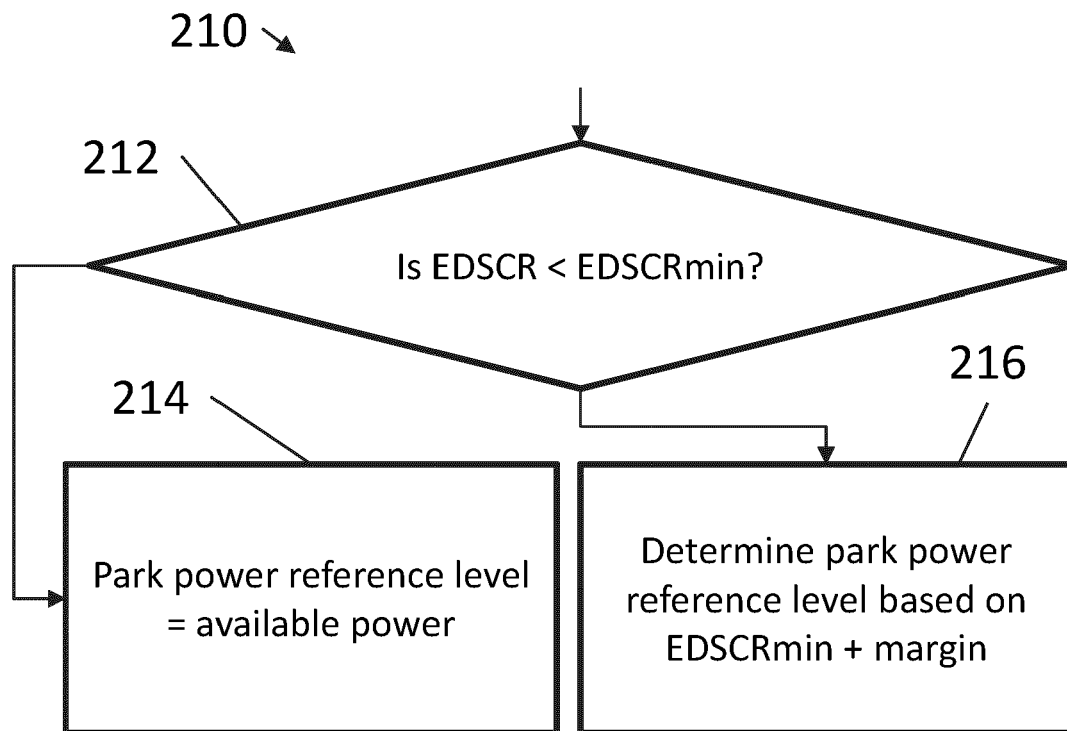 210
212
Is EDSCR < EDSCRmin?
214
216
Park power reference level
= available power
Determine park power
reference level based on
EDSCRmin + margin